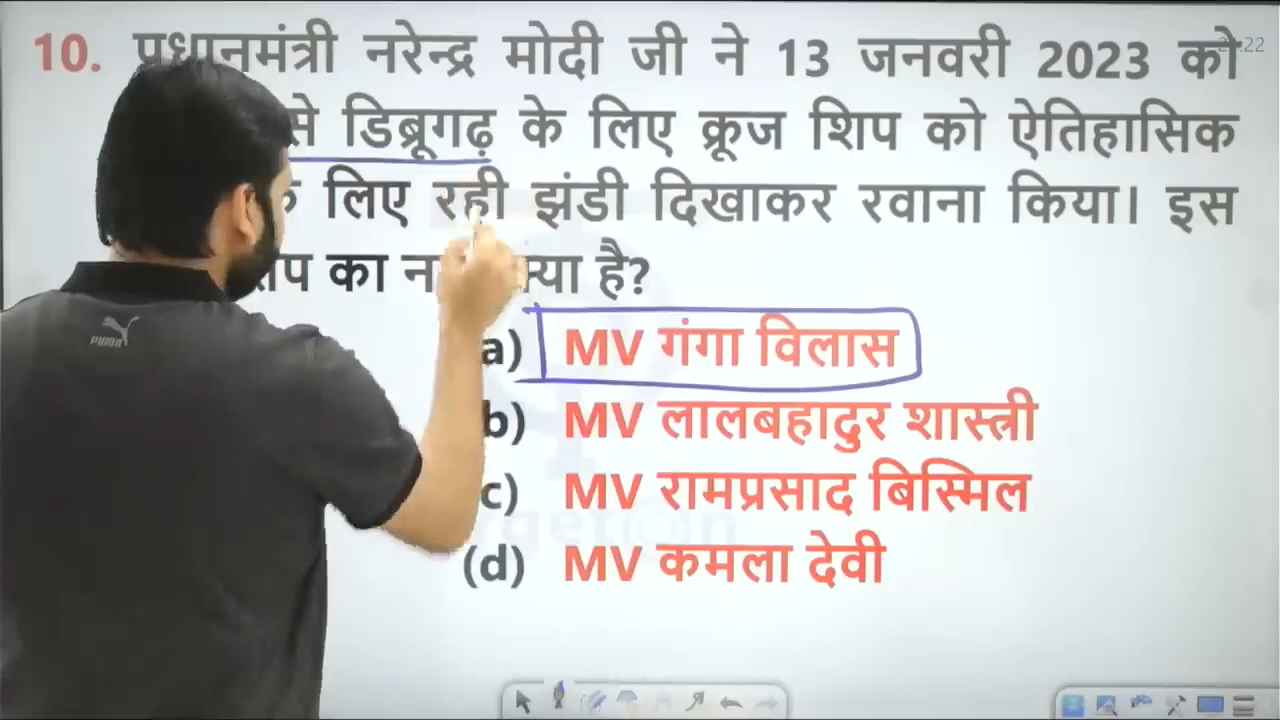 10. प्रधानमंत्री नरेन्द्र मोदी जी ने 13 जनवरी 2023 को
से डिब्रूगढ़ के लिए क्रूज शिप को ऐतिहासिक
लिए रही झंडी दिखाकर रवाना किया। इस
का है?
a) MV गंगा विलास
b) MV लालबहादुर शास्त्री
c) MV रामप्रसाद बिस्मिल
(d) MV कमला देवी
PUMA